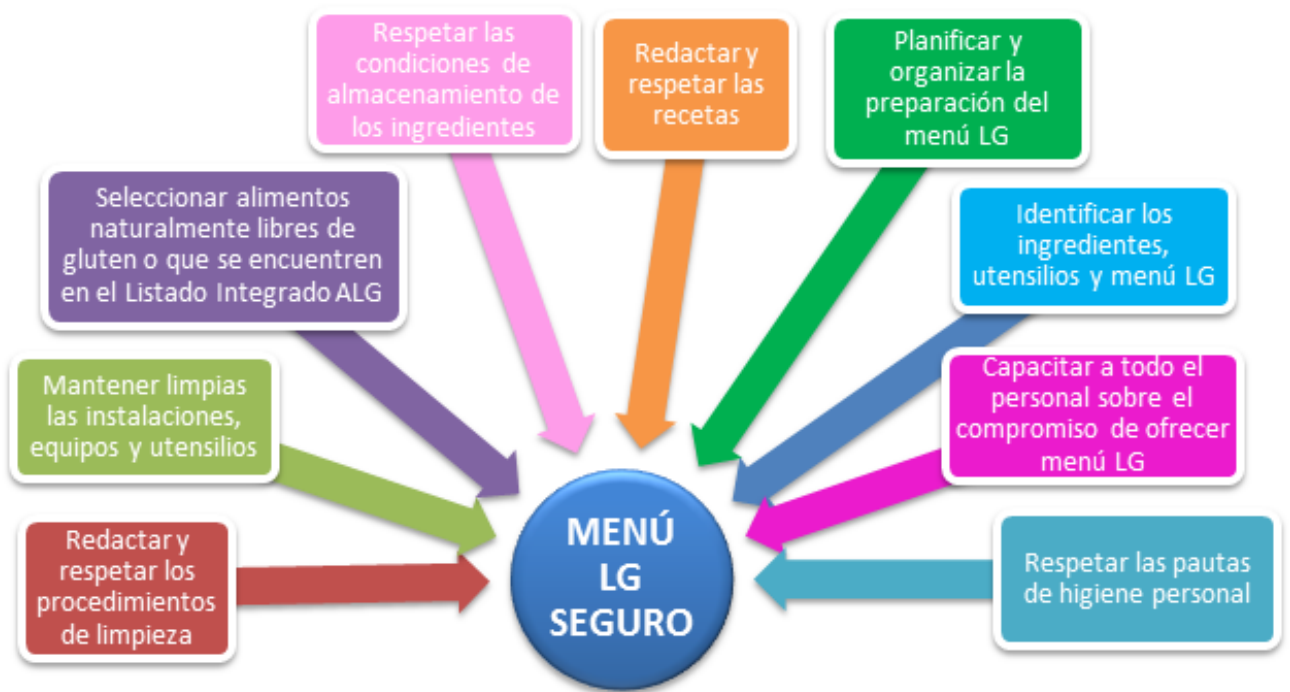 Respetar las
condiciones de
almacenamiento de
los ingredientes
Redactar y
respetar las
recetas
Planificar y
organizar la
preparación del
menú LG
Seleccionar alimentos
naturalmente libres de
gluten o que se encuentren
en el Listado Integrado ALG
Identificar los
ingredientes,
utensilios y menú LG
Mantener limpias
las instalaciones,
equipos y utensilios
Capacitar a todo el
personal sobre el
compromiso de ofrecer
menú LG
Redactar y
respetar los
procedimientos
de limpieza
MENÚ
LG
SEGURO
Respetar las pautas
de higiene personal